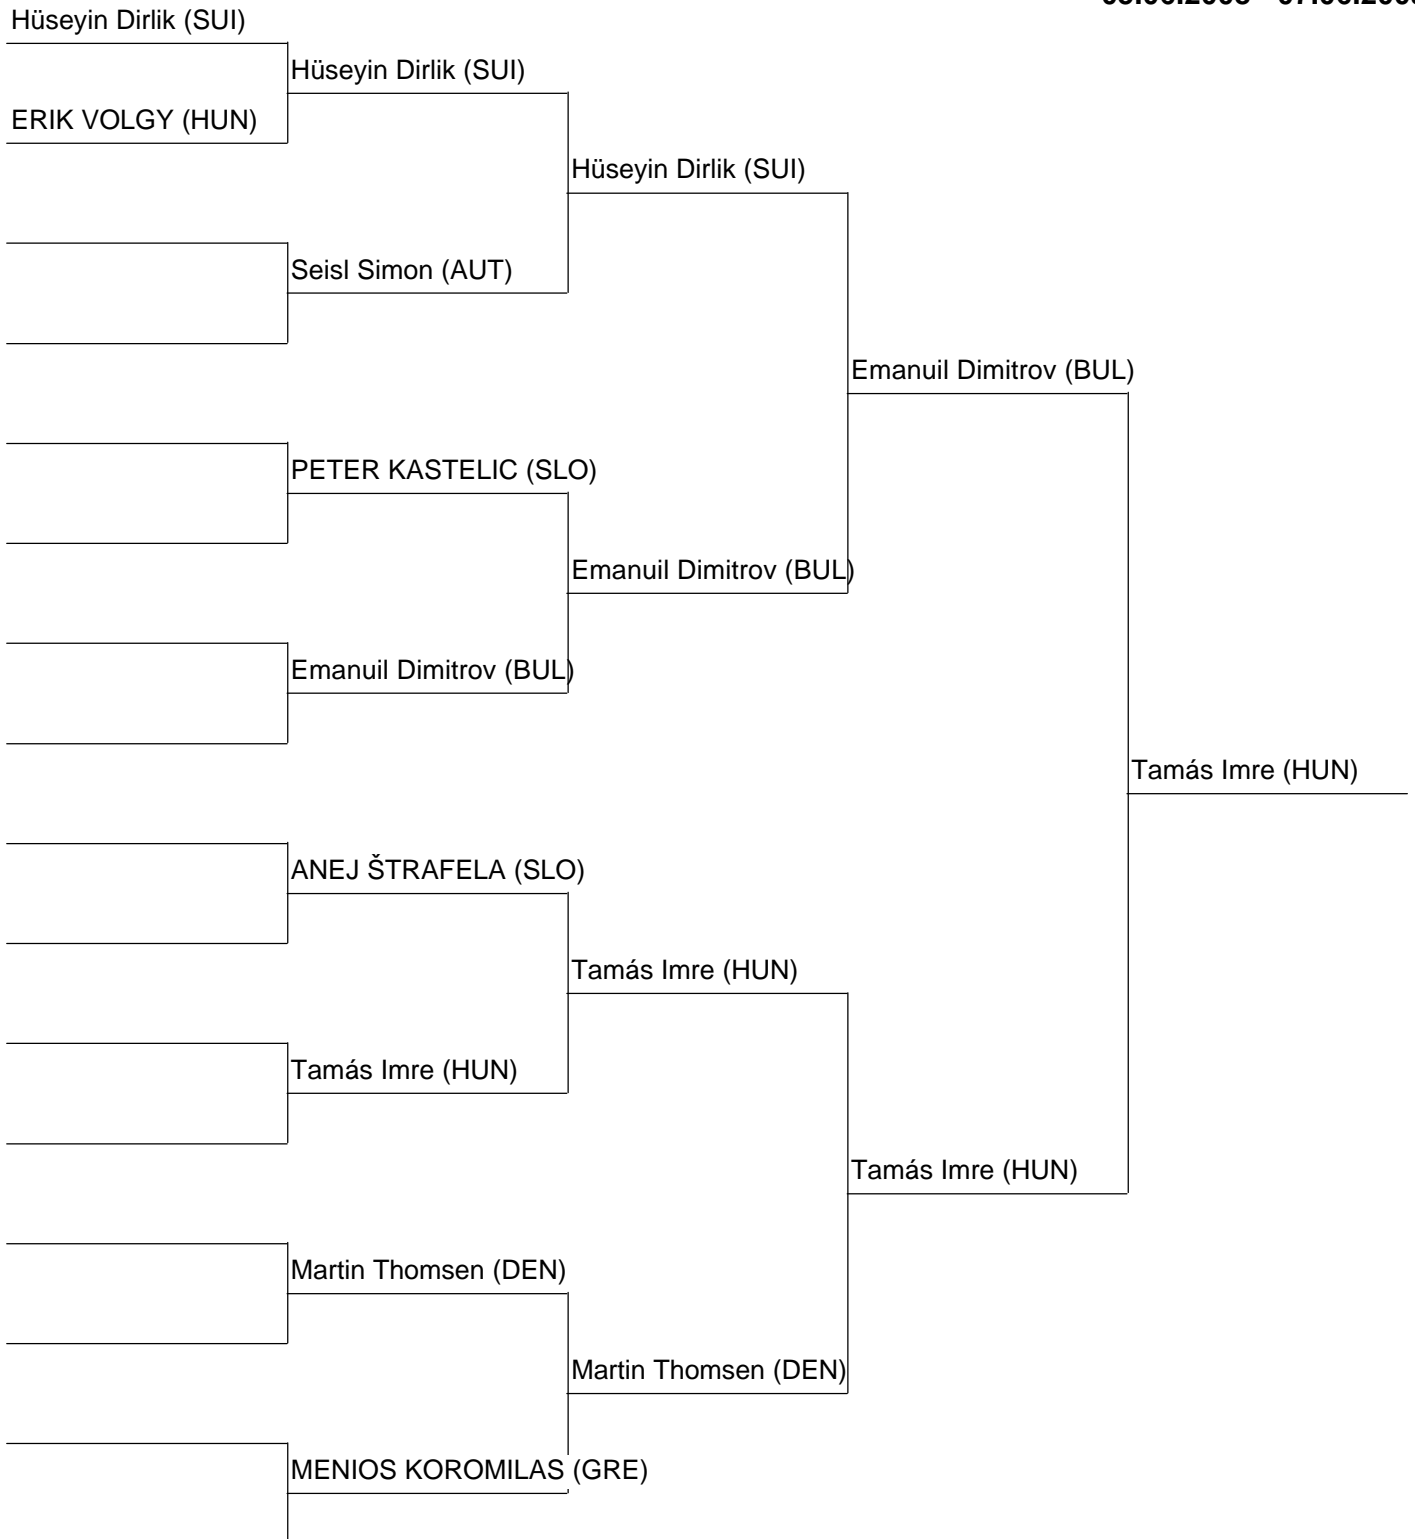 Hüseyin Dirlik (SUI)
Hüseyin Dirlik (SUI)
ERIK VOLGY (HUN)
Hüseyin Dirlik (SUI)
Seisl Simon (AUT)
Emanuil Dimitrov (BUL)
PETER KASTELIC (SLO)
Emanuil Dimitrov (BUL)
Emanuil Dimitrov (BUL)
Tamás Imre (HUN)
ANEJ ŠTRAFELA (SLO)
Tamás Imre (HUN)
Tamás Imre (HUN)
Tamás Imre (HUN)
Martin Thomsen (DEN)
Martin Thomsen (DEN)
MENIOS KOROMILAS (GRE)